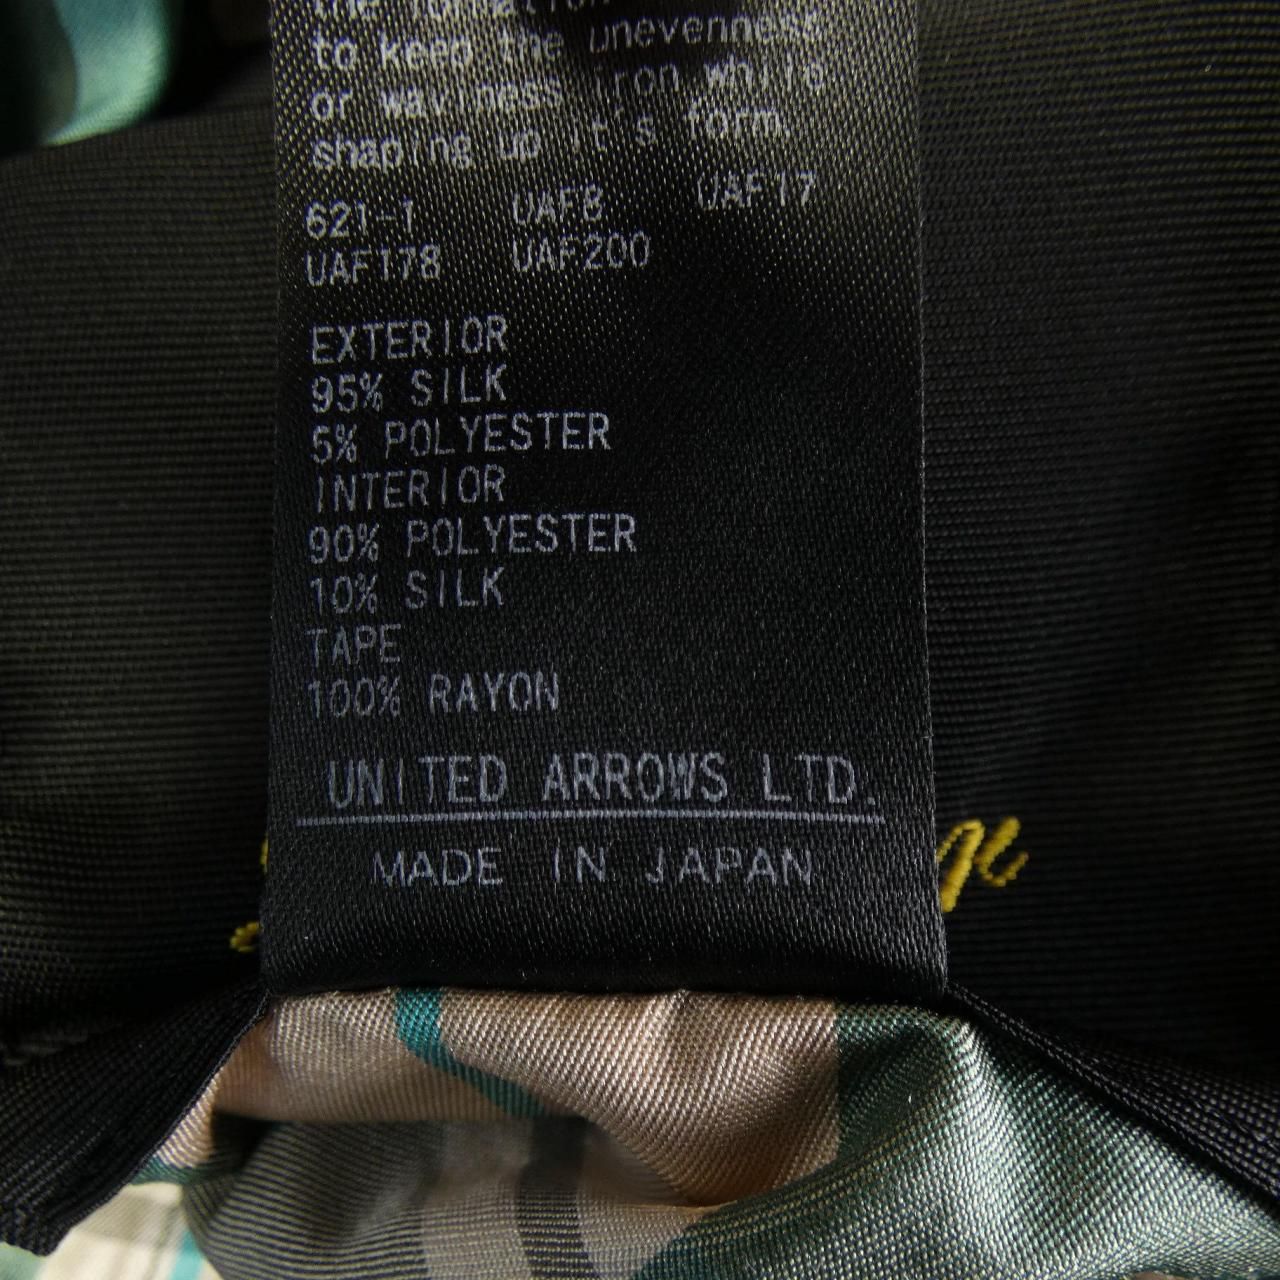 the
to keep the unevenness
or waviness iron while
shaping up it's form.
621-1 UAF8 UAF17
UAF178 UAF200
EXTERIOR
95% SILK
5% POLYESTER
INTERIOR
90% POLYESTER
10% SILK
TAPE
100% RAYON
UNITED ARROWS LTD.
MADE IN JAPAN